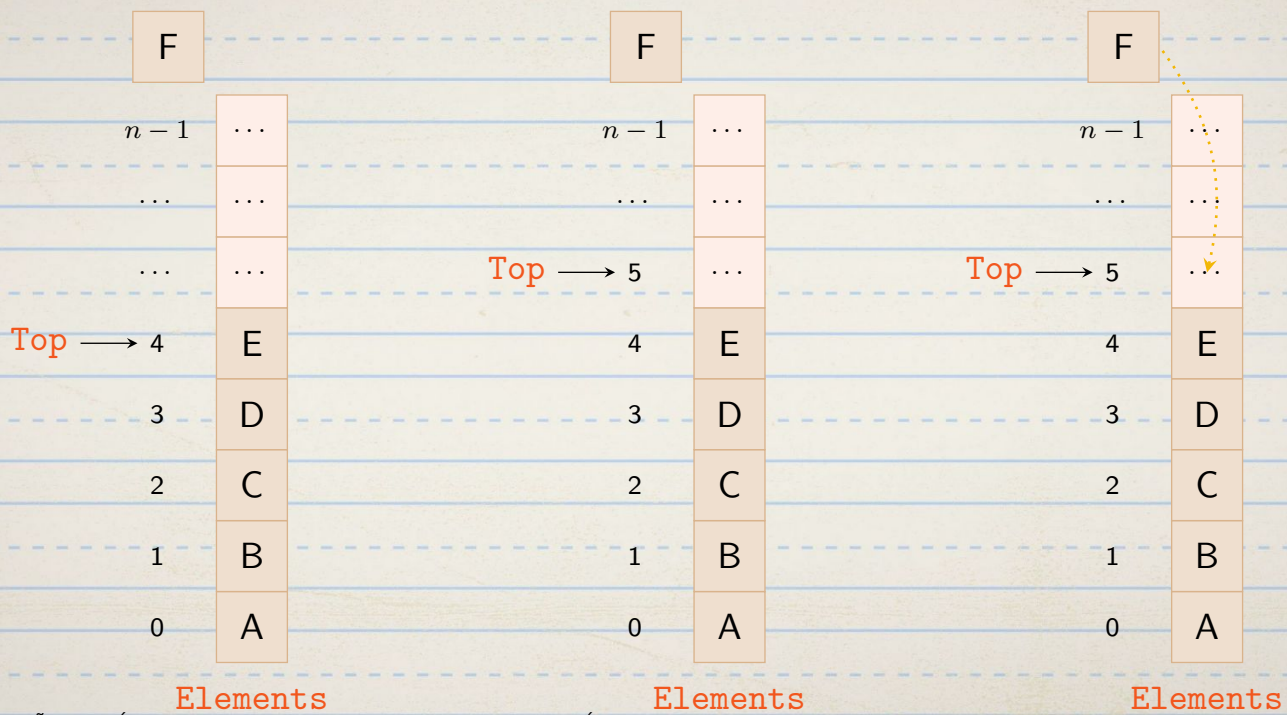 F F F
n − 1 ... n − 1 ... n − 1 ...
... ... ... ... ... ...
... ... Top 5 ... Top 5 ...
Top 4 E 4 E 4 E
3 D 3 D 3 D
2 C 2 C 2 C
1 B 1 B 1 B
0 A 0 A 0 A
Elements Elements Elements